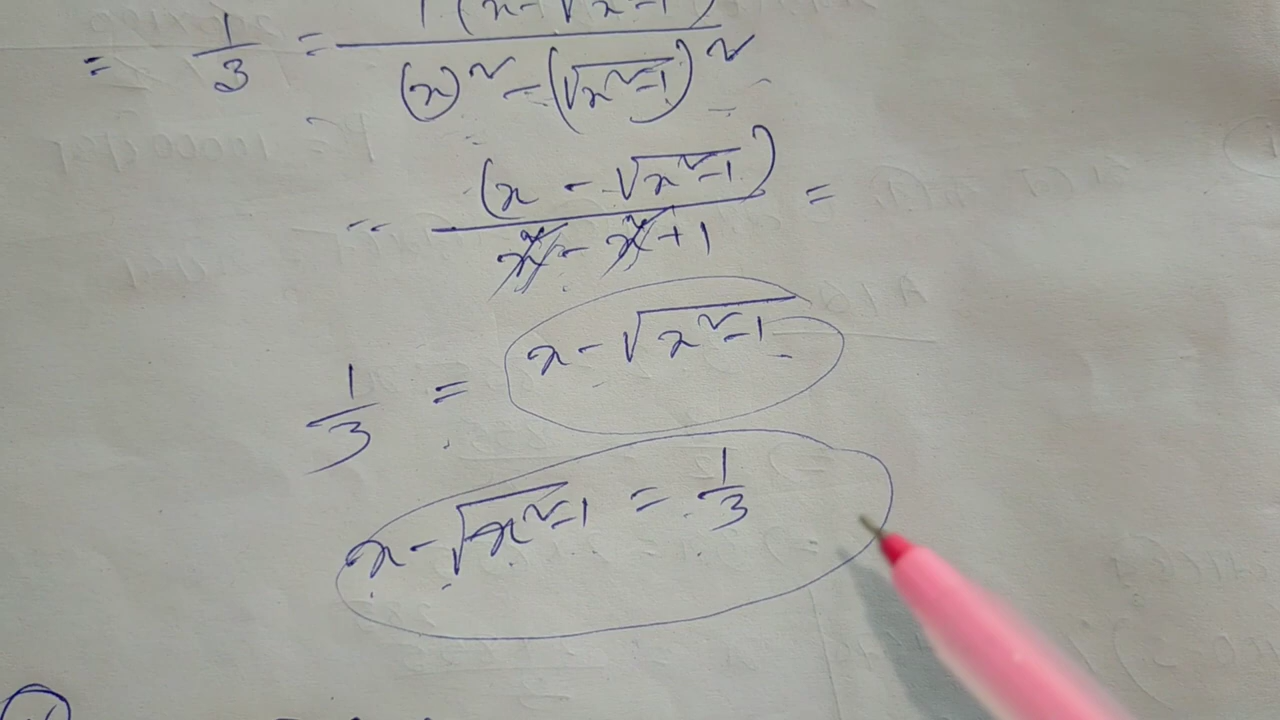 = 1/3 = 1(x-√x²-1) / (x)² - (√x²-1)²
(x - √x²-1) / x² - x² + 1 =
1/3 = x - √x²-1
x - √x²-1 = 1/3